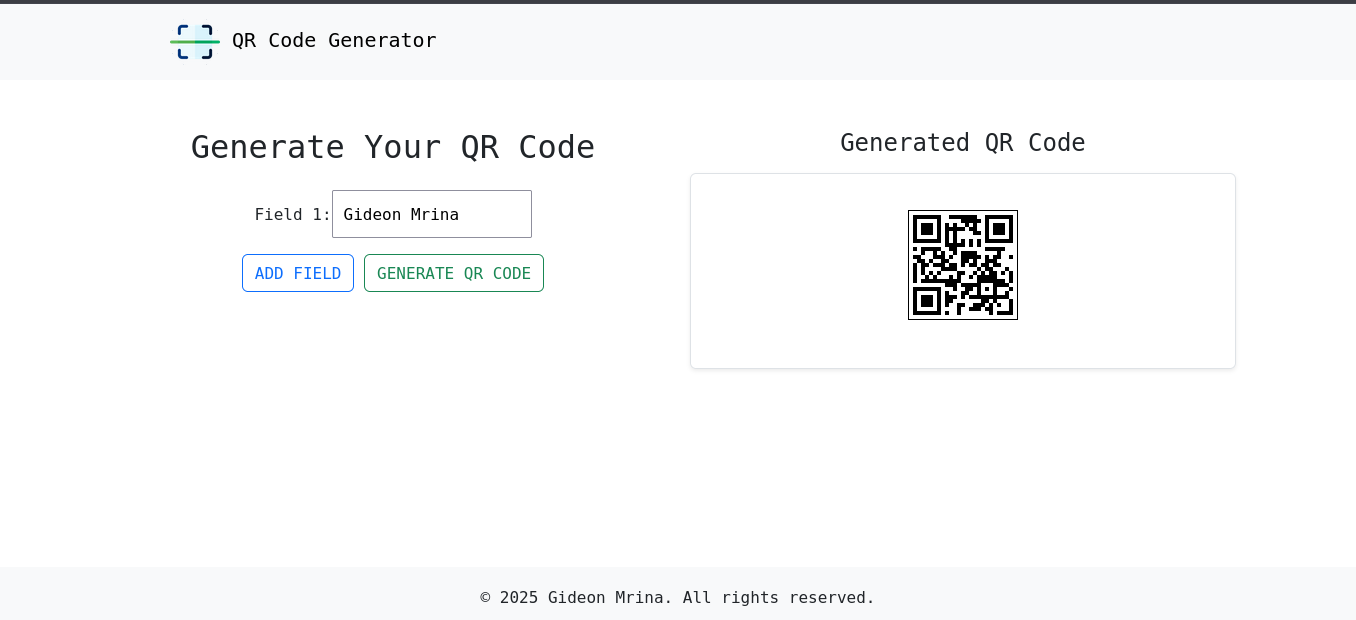 QR Code Generator
Generate Your QR Code
Field 1: Gideon Mrina
ADD FIELD GENERATE QR CODE
Generated QR Code
© 2025 Gideon Mrina. All rights reserved.